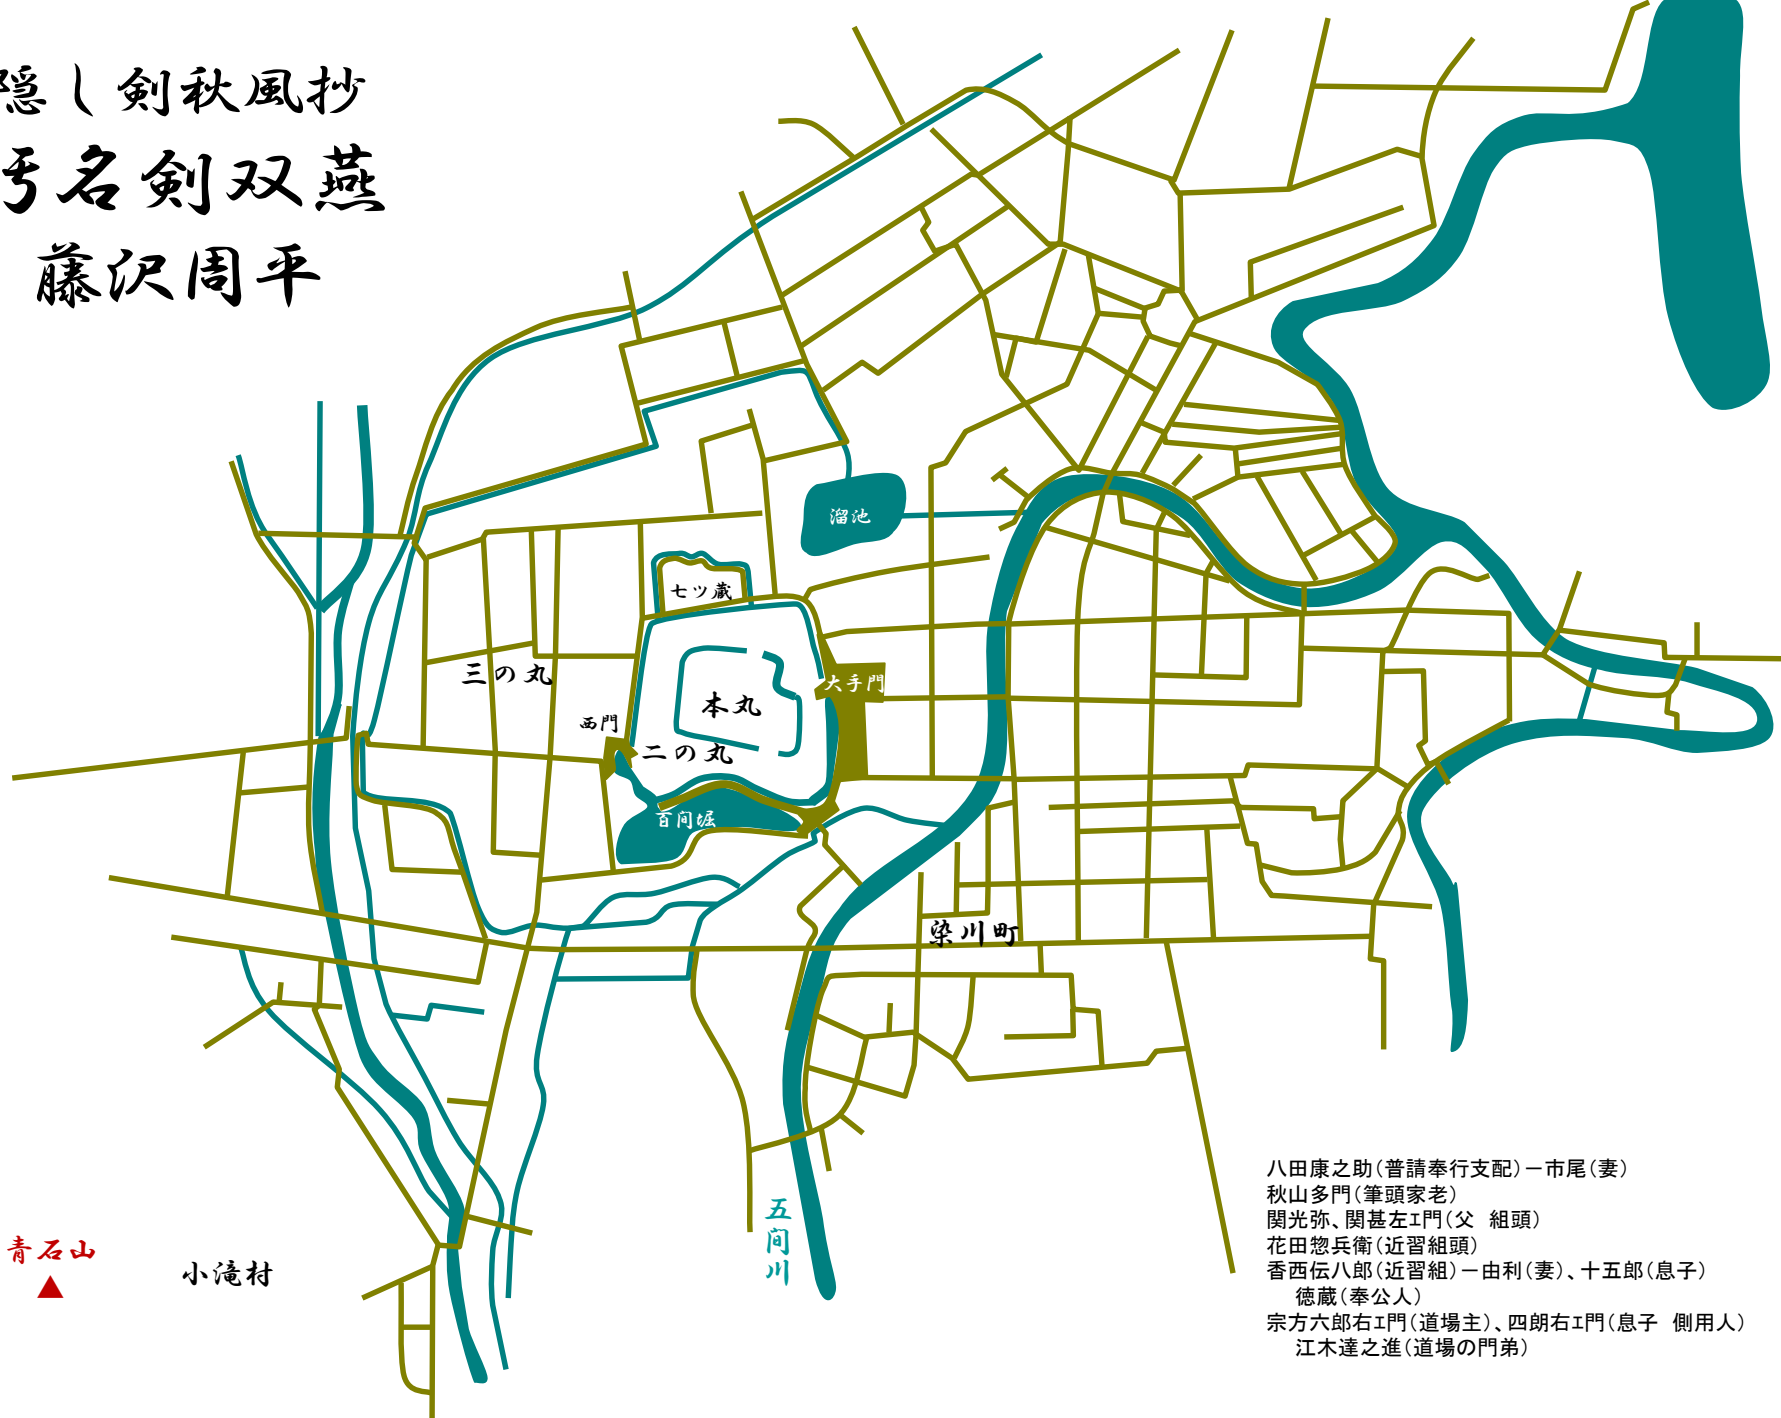 隠し剣秋風抄
汚名剣双燕
藤沢周平
溜池
七ツ蔵
三の丸
大手門
本丸
西門
二の丸
百间堀
染川町
五间川
青石山
小滝村
八田康之助(普請奉行支配)ー市尾(妻)
秋山多門(筆頭家老)
関光弥、関甚左ェ門(父 組頭)
花田惣兵衛(近習組頭)
香西伝八郎(近習組)ー由利(妻)、十五郎(息子)
徳蔵(奉公人)
宗方六郎右ェ門(道場主)、四朗右ェ門(息子 側用人)
江木達之進(道場の門弟)